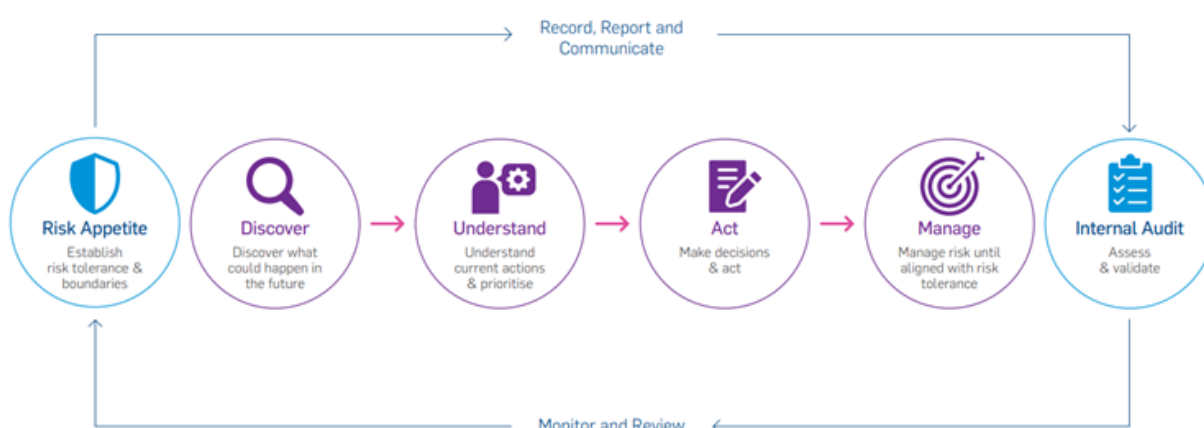 Record, Report and
Communicate
Risk Appetite
Establish
risk tolerance &
boundaries
Discover
Discover what
could happen in
the future
Understand
Understand
current actions
& prioritise
Act
Make decisions
& act
Manage
Manage risk until
aligned with risk
tolerance
Internal Audit
Assess
& validate
Monitor and Review